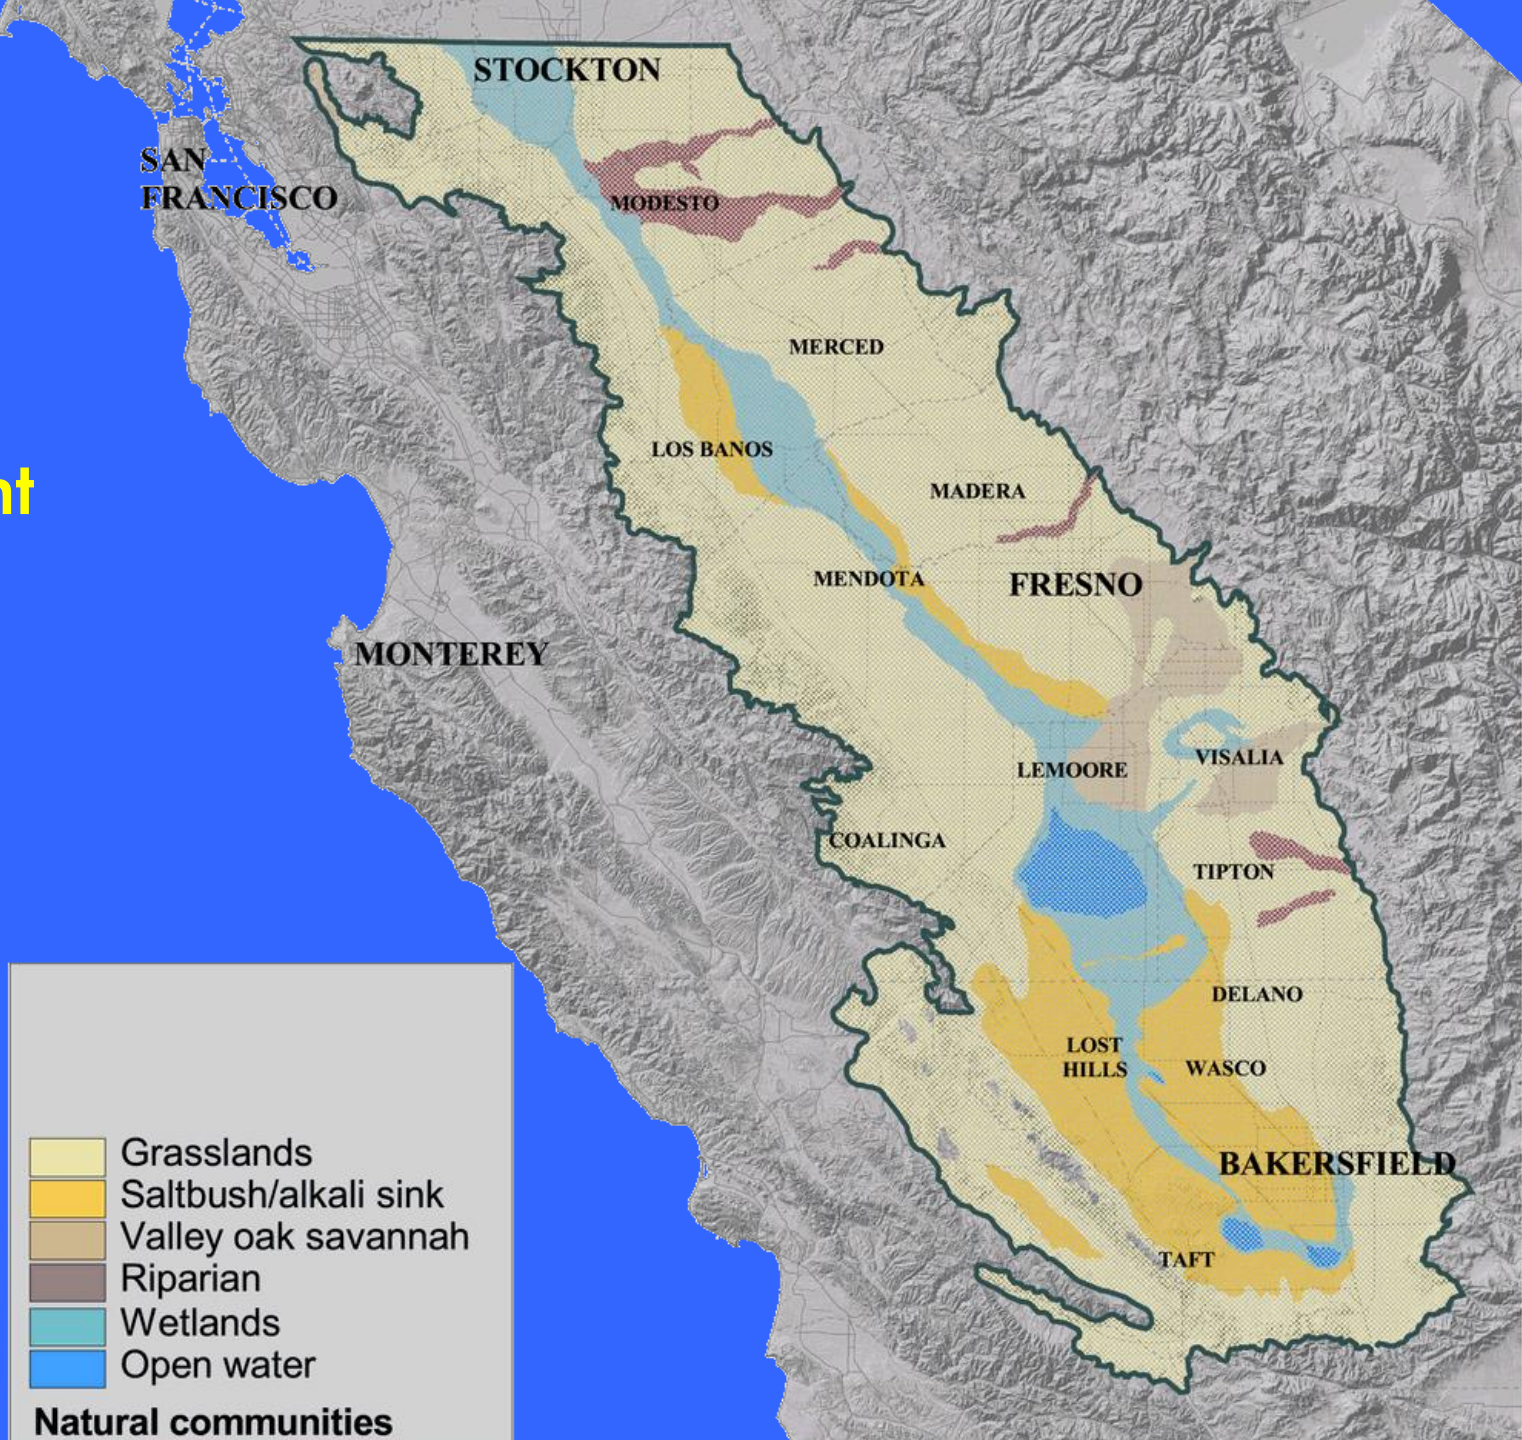 STOCKTON
SAN
FRANCISCO
MODESTO
MERCED
LOS BANOS
nt
MADERA
MENDOTA
FRESNO
MONTEREY
VISALIA
LEMOORE
COALINGA
TIPTON
DELANO
LOST
HILLS
WASCO
BAKERSFIELD
TAFT
Grasslands
Saltbush/alkali sink
Valley oak savannah
Riparian
Wetlands
Open water
Natural communities